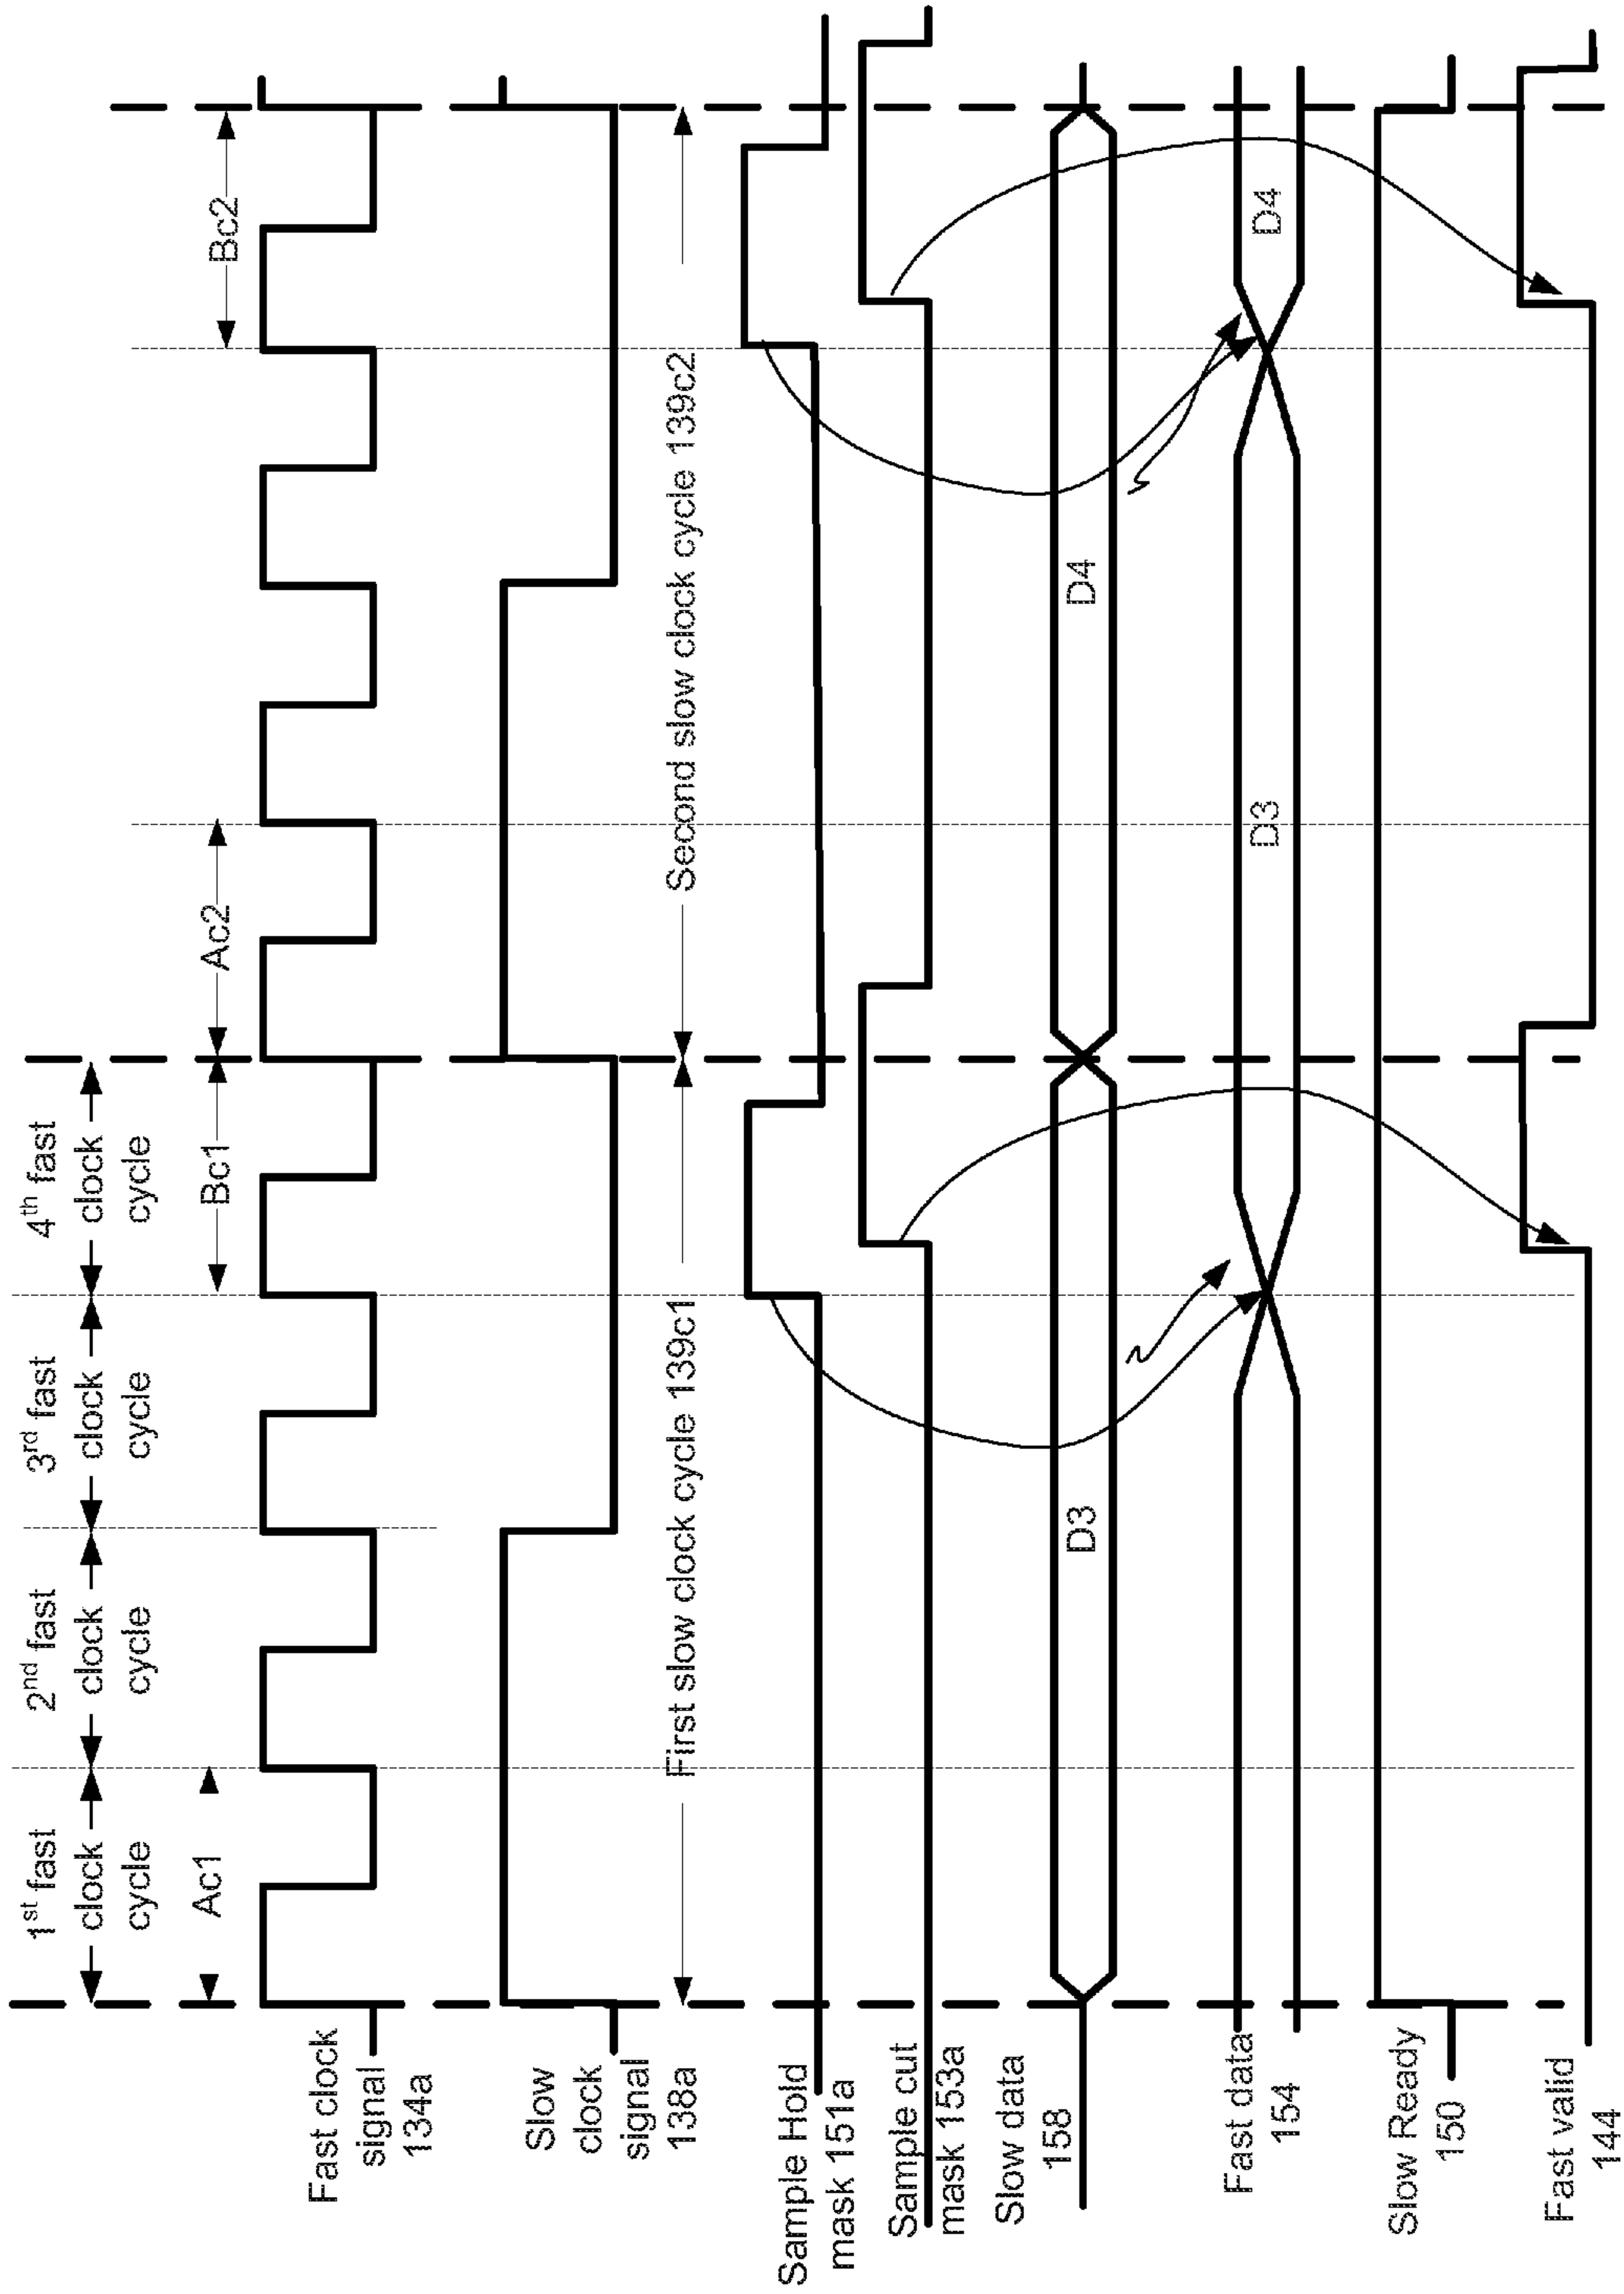 1st fast
clock
cycle
2nd fast
clock
cycle
3rd fast
clock
cycle
4th fast
clock
cycle
Ac1
Bc1
Ac2
Bc2
Fast clock
signal
134a
Slow
clock
signal
138a
First slow clock cycle 139c1
Second slow clock cycle 139c2
Sample Hold
mask 151a
Sample cut
mask 153a
Slow data
158
D3
D4
Fast data
154
D3
D4
Slow Ready
150
Fast valid
144